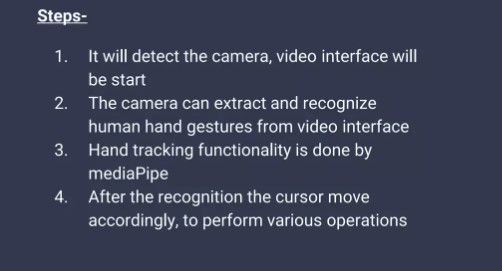 Steps-
1. It will detect the camera, video interface will
be start
2. The camera can extract and recognize
human hand gestures from video interface
3. Hand tracking functionality is done by
mediaPipe
4. After the recognition the cursor move
accordingly, to perform various operations